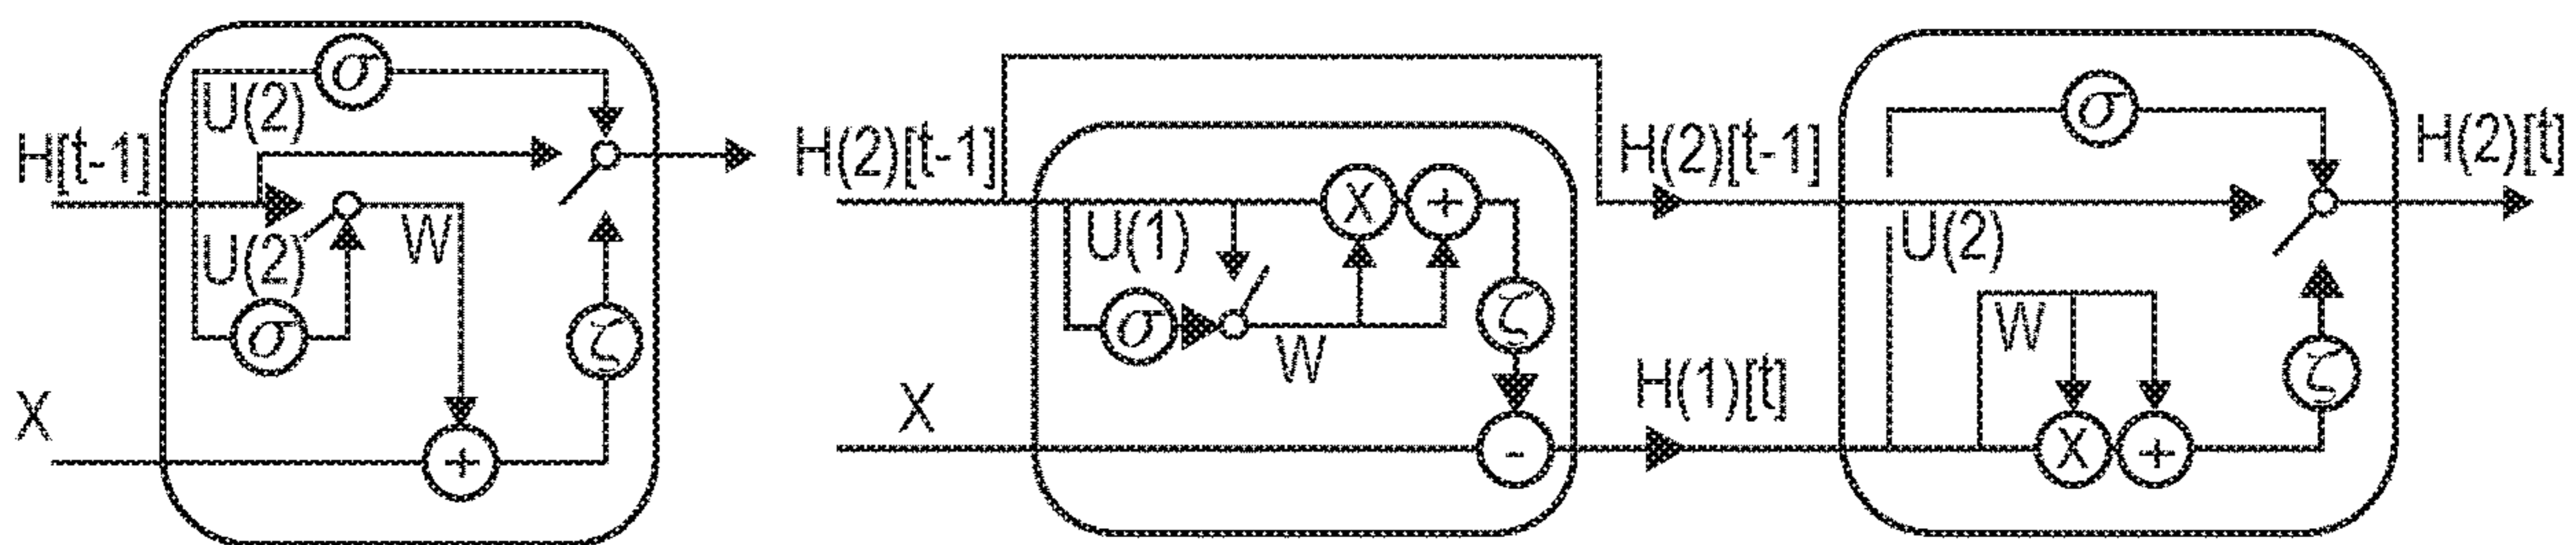 σ
U(2)
H[t-1]
U(2)
W
σ
ζ
X
+
H(2)[t-1]
U(1)
X
+
σ
W
ζ
X
-
H(2)[t-1]
H(1)[t]
σ
U(2)
W
X
+
ζ
H(2)[t]